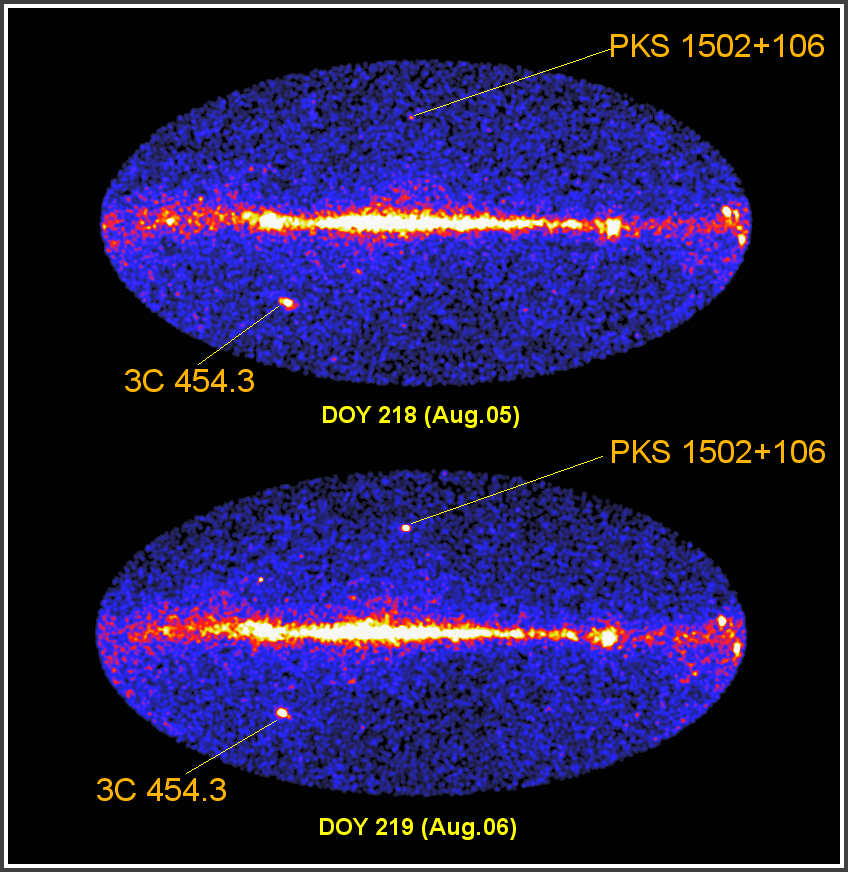 PKS 1502+106
3C 454.3
DOY 218 (Aug.05)
PKS 1502+106
3C 454.3
DOY 219 (Aug.06)